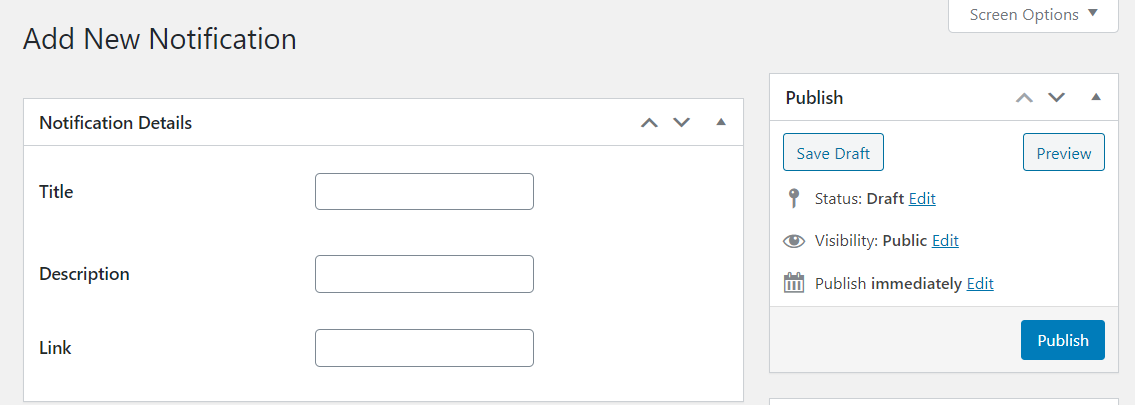 Screen Options
Add New Notification
Notification Details
Title
Description
Link
Publish
Save Draft
Preview
Status: Draft Edit
Visibility: Public Edit
Publish immediately Edit
Publish